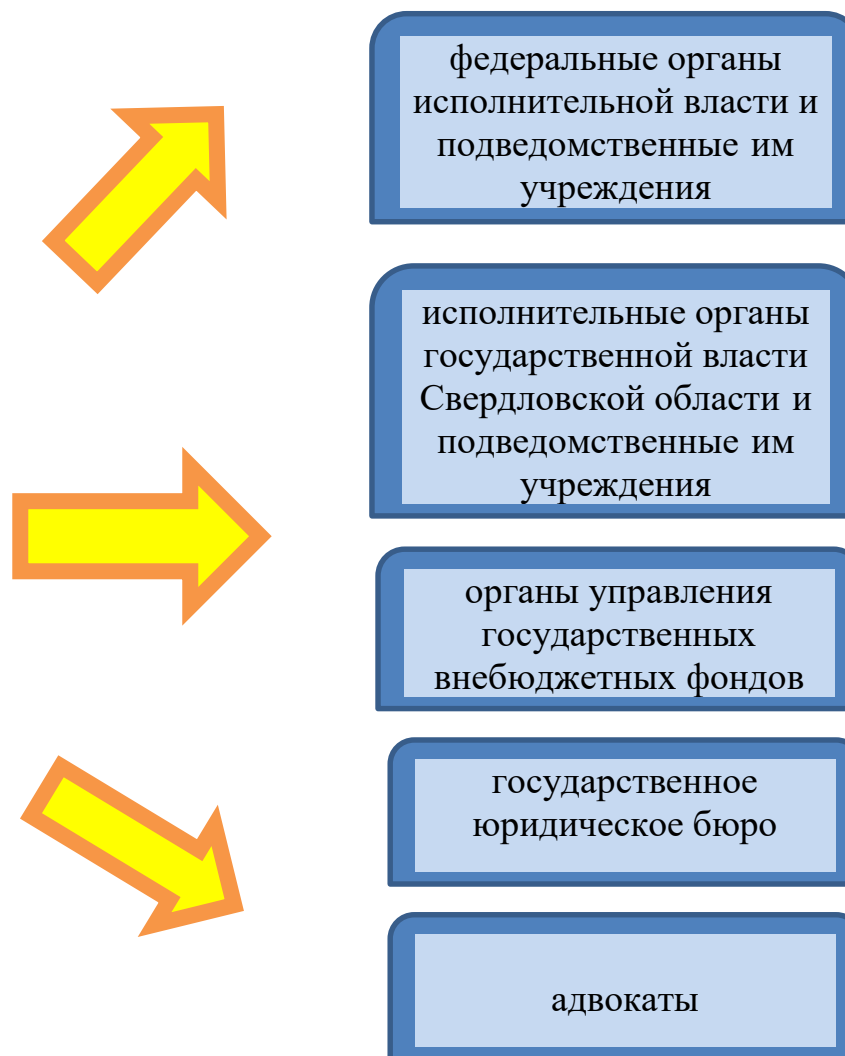 федеральные органы
исполнительной власти и
подведомственные им
учреждения
исполнительные органы
государственной власти
Свердловской области и
подведомственные им
учреждения
органы управления
государственных
внебюджетных фондов
государственное
юридическое бюро
адвокаты